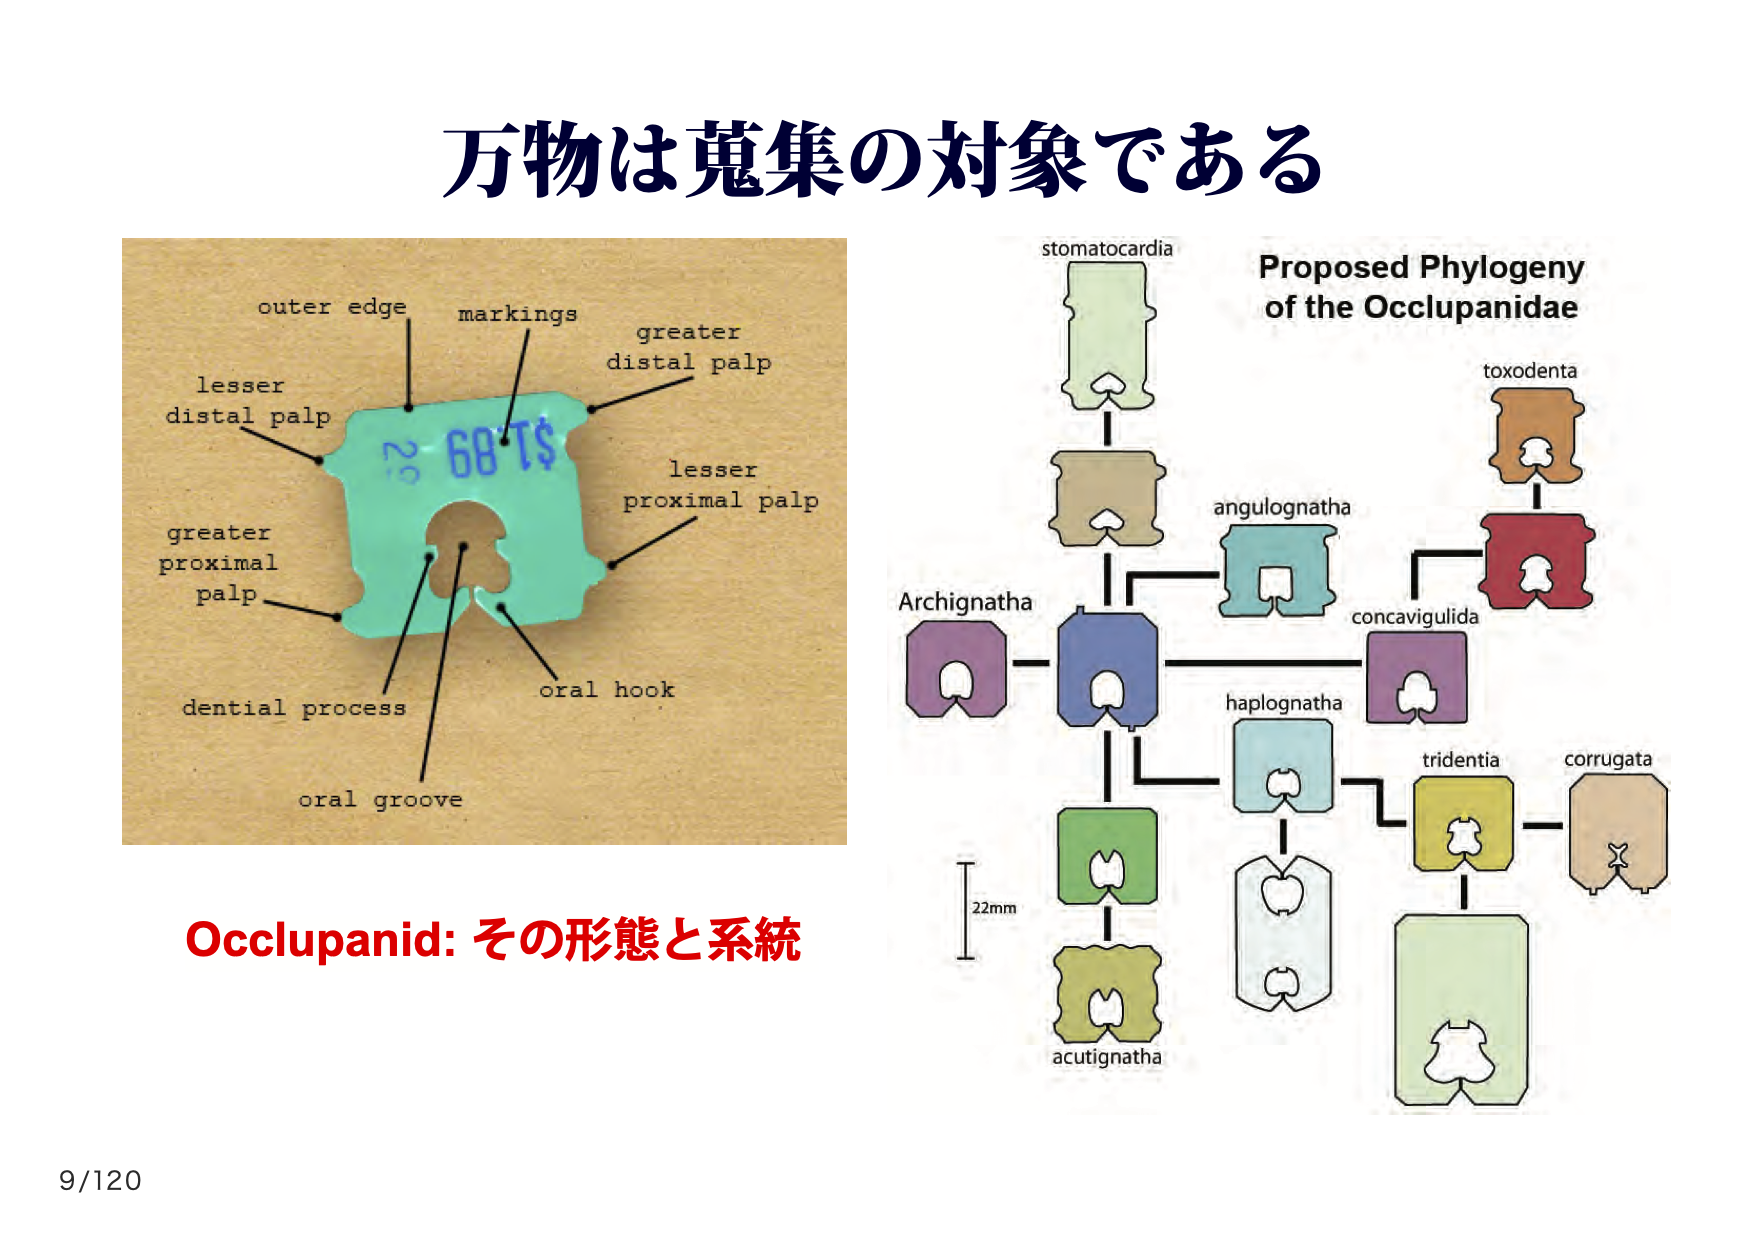 万物は蒐集の対象である
outer edge
markings
greater
distal palp
lesser
distal palp
$1.89
lesser
proximal palp
greater
proximal
palp
oral hook
dential process
oral groove
Occlupanid: その形態と系統
Proposed Phylogeny
of the Occlupanidae
stomatocardia
toxodenta
angulognatha
Archignatha
concavigulida
haplognatha
tridentia
corrugata
22mm
acutignatha
9/120